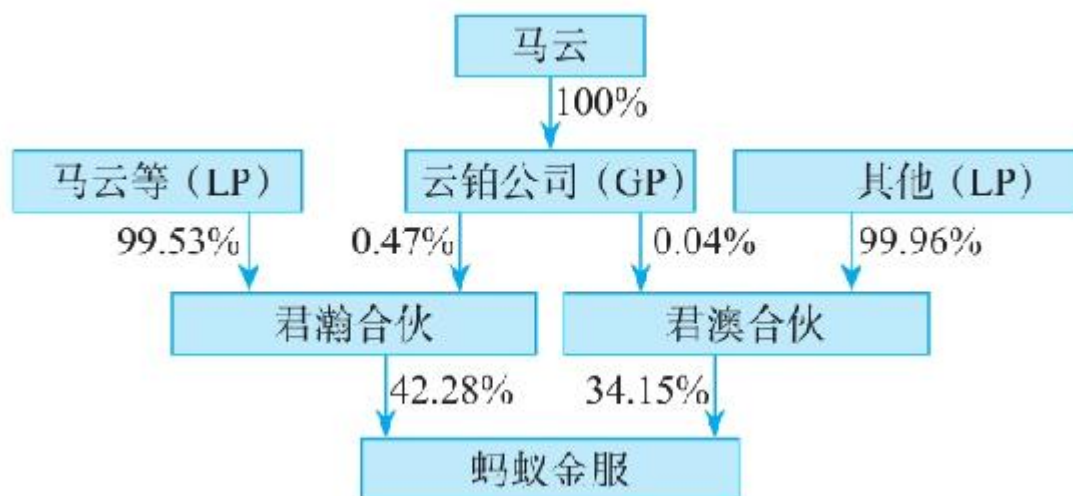 马云
100%
马云等（LP）
云铂公司（GP）
其他（LP）
99.53%
0.47%
0.04%
99.96%
君瀚合伙
君澳合伙
42.28%
34.15%
蚂蚁金服